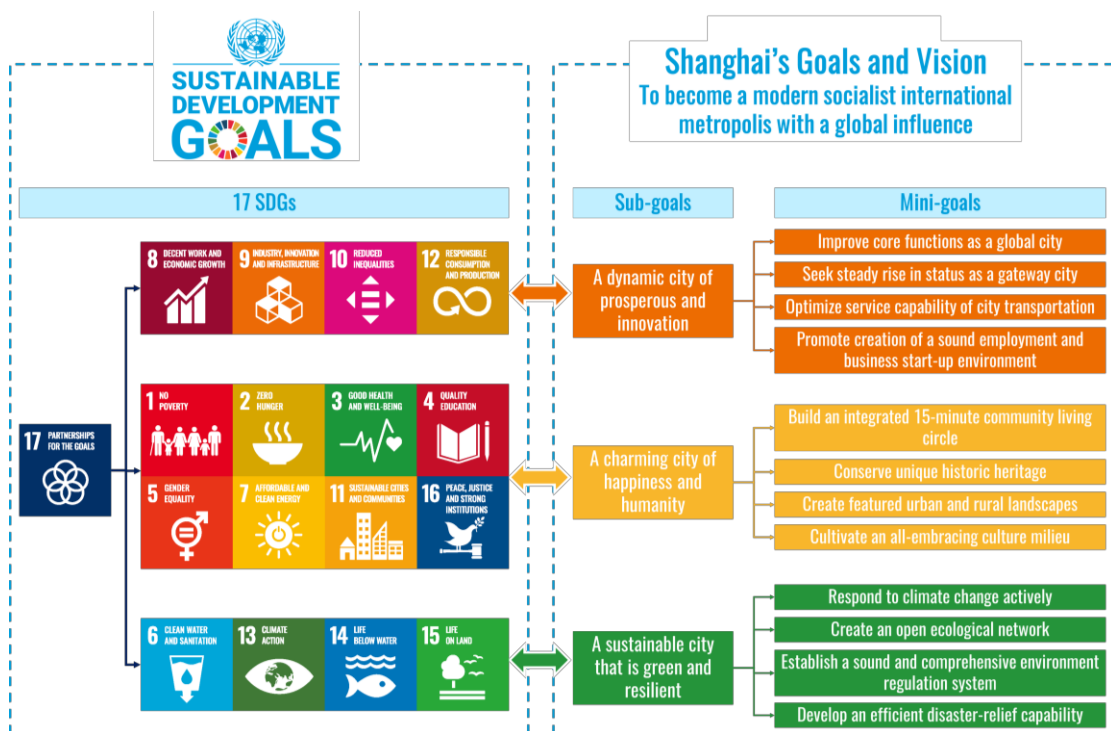 SUSTAINABLE
DEVELOPMENT
GOALS
Shanghai's Goals and Vision
To become a modern socialist international
metropolis with a global influence
17 SDGs
Sub-goals
Mini-goals
8 DECENT WORK AND
ECONOMIC GROWTH
9 INDUSTRY, INNOVATION
AND INFRASTRUCTURE
10 REDUCED
INEQUALITIES
12 RESPONSIBLE
CONSUMPTION
AND PRODUCTION
A dynamic city of
prosperous and
innovation
Improve core functions as a global city
Seek steady rise in status as a gateway city
Optimize service capability of city transportation
Promote creation of a sound employment and
business start-up environment
17 PARTNERSHIPS
FOR THE GOALS
1 NO
POVERTY
2 ZERO
HUNGER
3 GOOD HEALTH
AND WELL-BEING
4 QUALITY
EDUCATION
5 GENDER
EQUALITY
7 AFFORDABLE AND
CLEAN ENERGY
11 SUSTAINABLE CITIES
AND COMMUNITIES
16 PEACE, JUSTICE
AND STRONG
INSTITUTIONS
A charming city of
happiness and
humanity
Build an integrated 15-minute community living
circle
Conserve unique historic heritage
Create featured urban and rural landscapes
Cultivate an all-embracing culture milieu
6 CLEAN WATER
AND SANITATION
13 CLIMATE
ACTION
14 LIFE
BELOW WATER
15 LIFE
ON LAND
A sustainable city
that is green and
resilient
Respond to climate change actively
Create an open ecological network
Establish a sound and comprehensive environment
regulation system
Develop an efficient disaster-relief capability